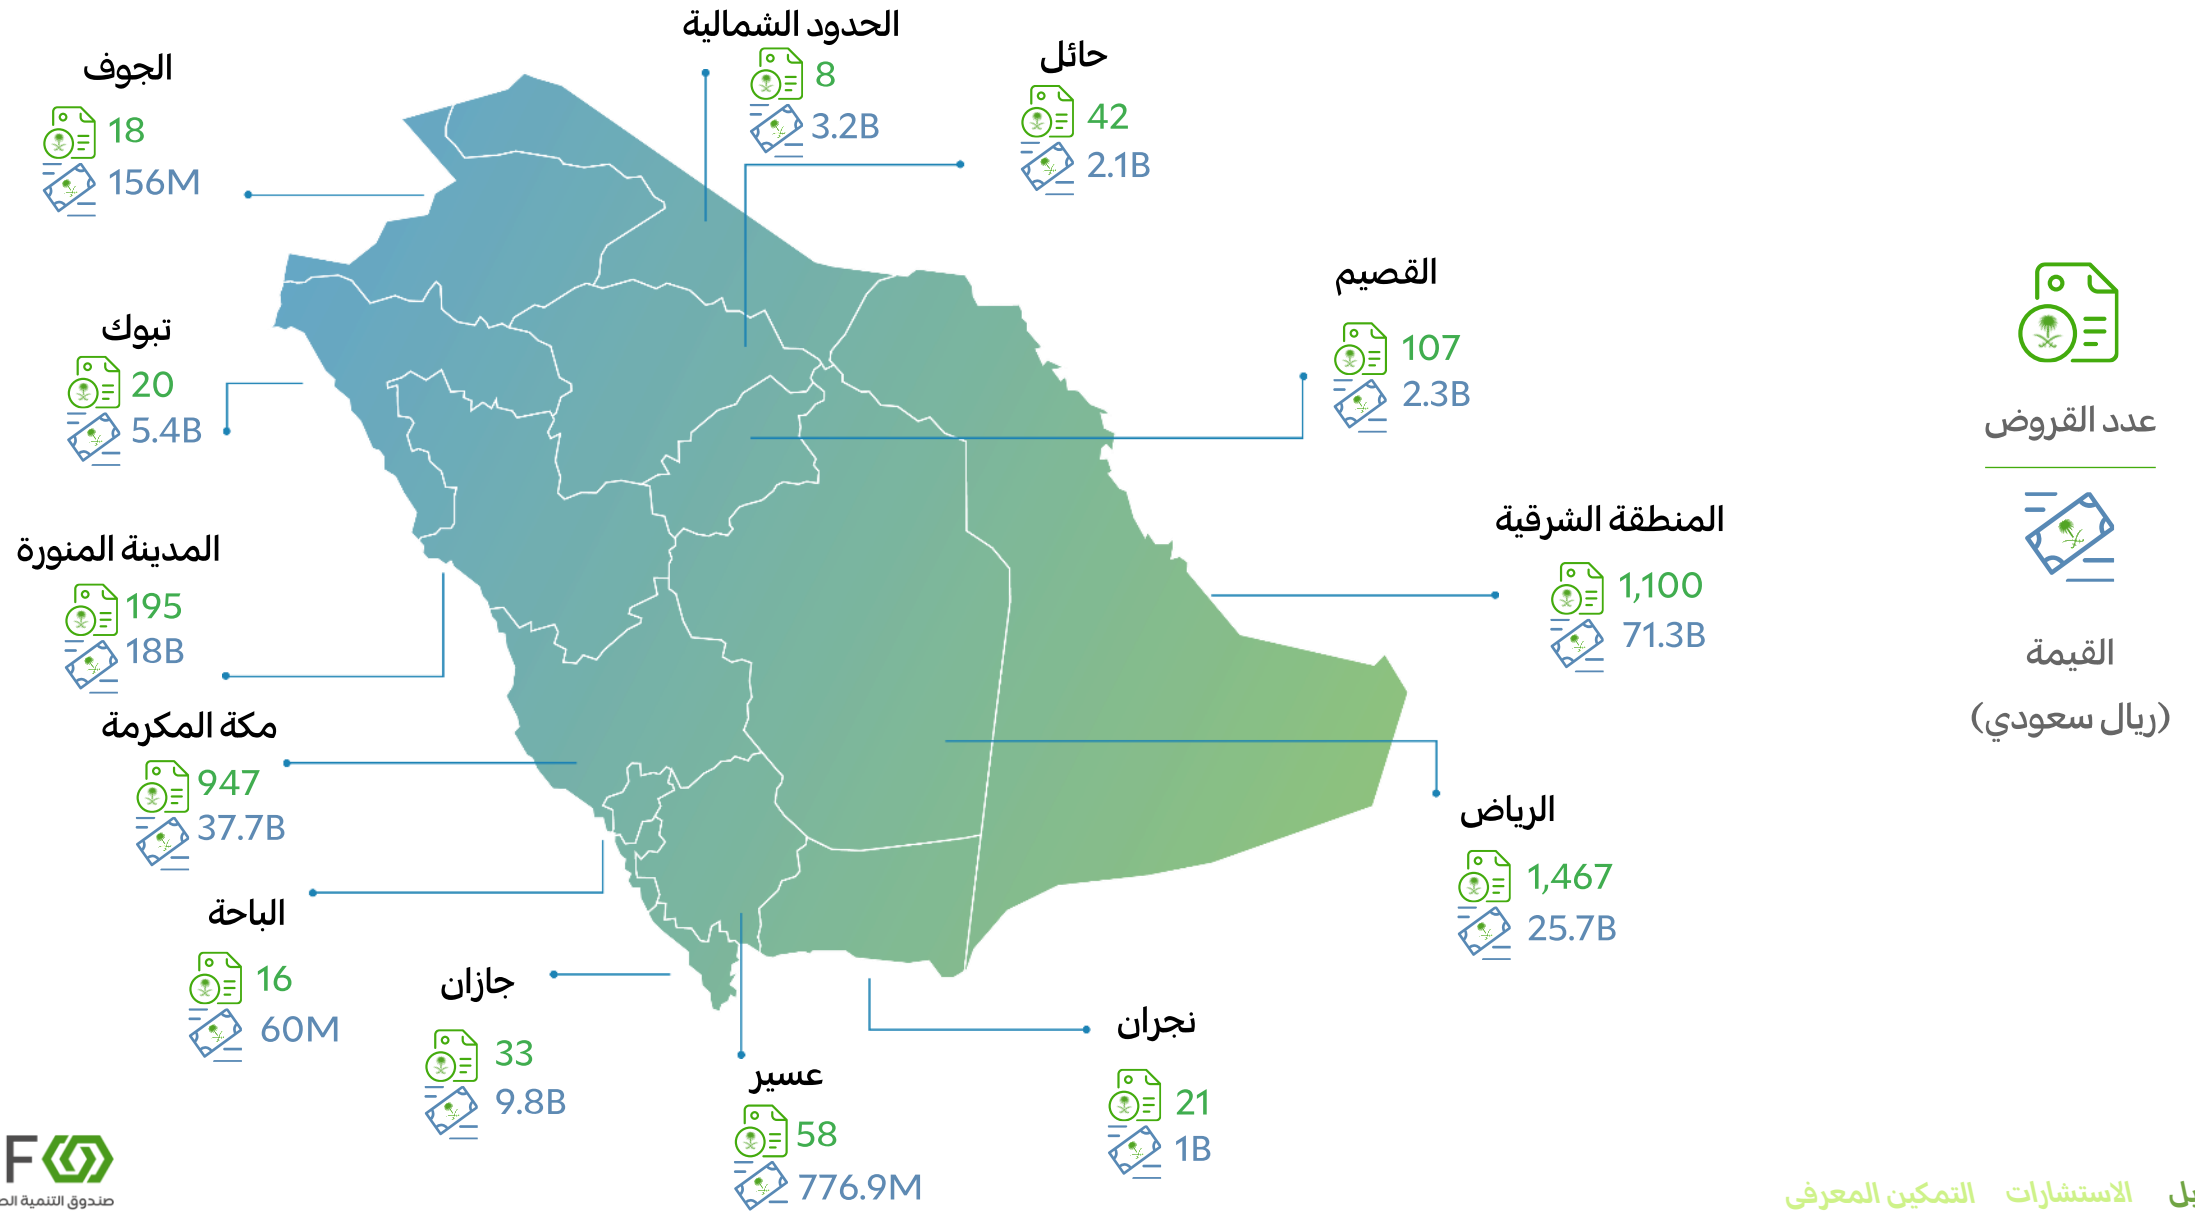 الحدود الشمالية
8
3.2B
حائل
42
2.1B
الجوف
18
156M
القصيم
107
2.3B
تبوك
20
5.4B
عدد القروض
القيمة
(ريال سعودي)
المنطقة الشرقية
1,100
71.3B
المدينة المنورة
195
18B
مكة المكرمة
947
37.7B
الرياض
1,467
25.7B
الباحة
16
60M
جازان
33
9.8B
عسير
58
776.9M
نجران
21
1B
F
صندوق التنمية
الاستشارات التمكين المعرفي